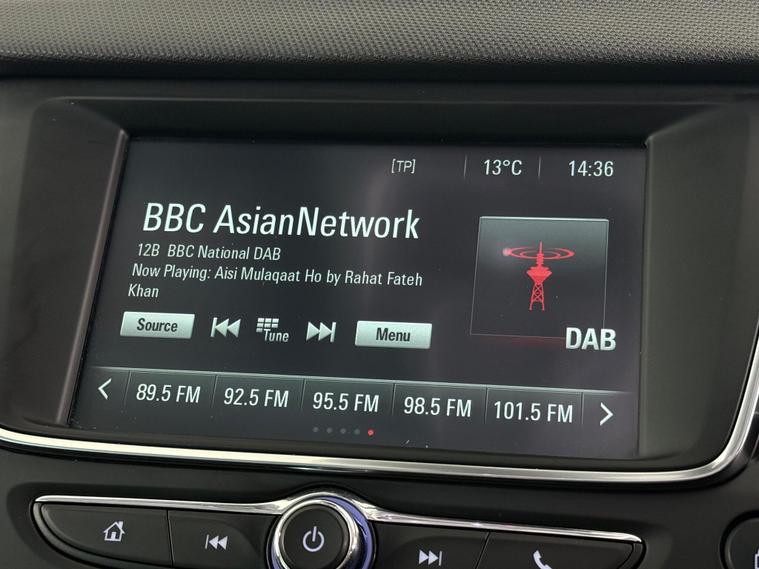 [TP] 13°C 14:36
BBC AsianNetwork
12B BBC National DAB
Now Playing: Aisi Mulaqaat Ho by Rahat Fateh
Khan
Source Tune Menu
DAB
89.5 FM 92.5 FM 95.5 FM 98.5 FM 101.5 FM